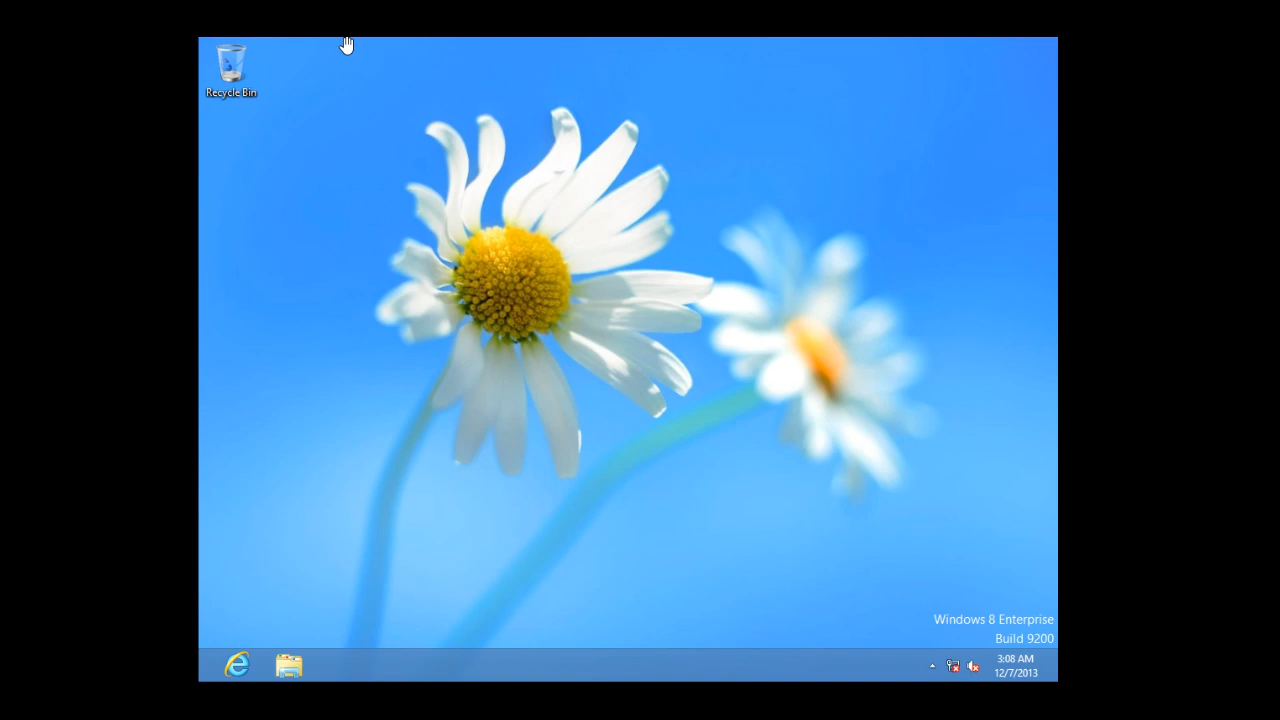 Recycle Bin
Windows 8 Enterprise
Build 9200
3:08 AM
12/7/2013